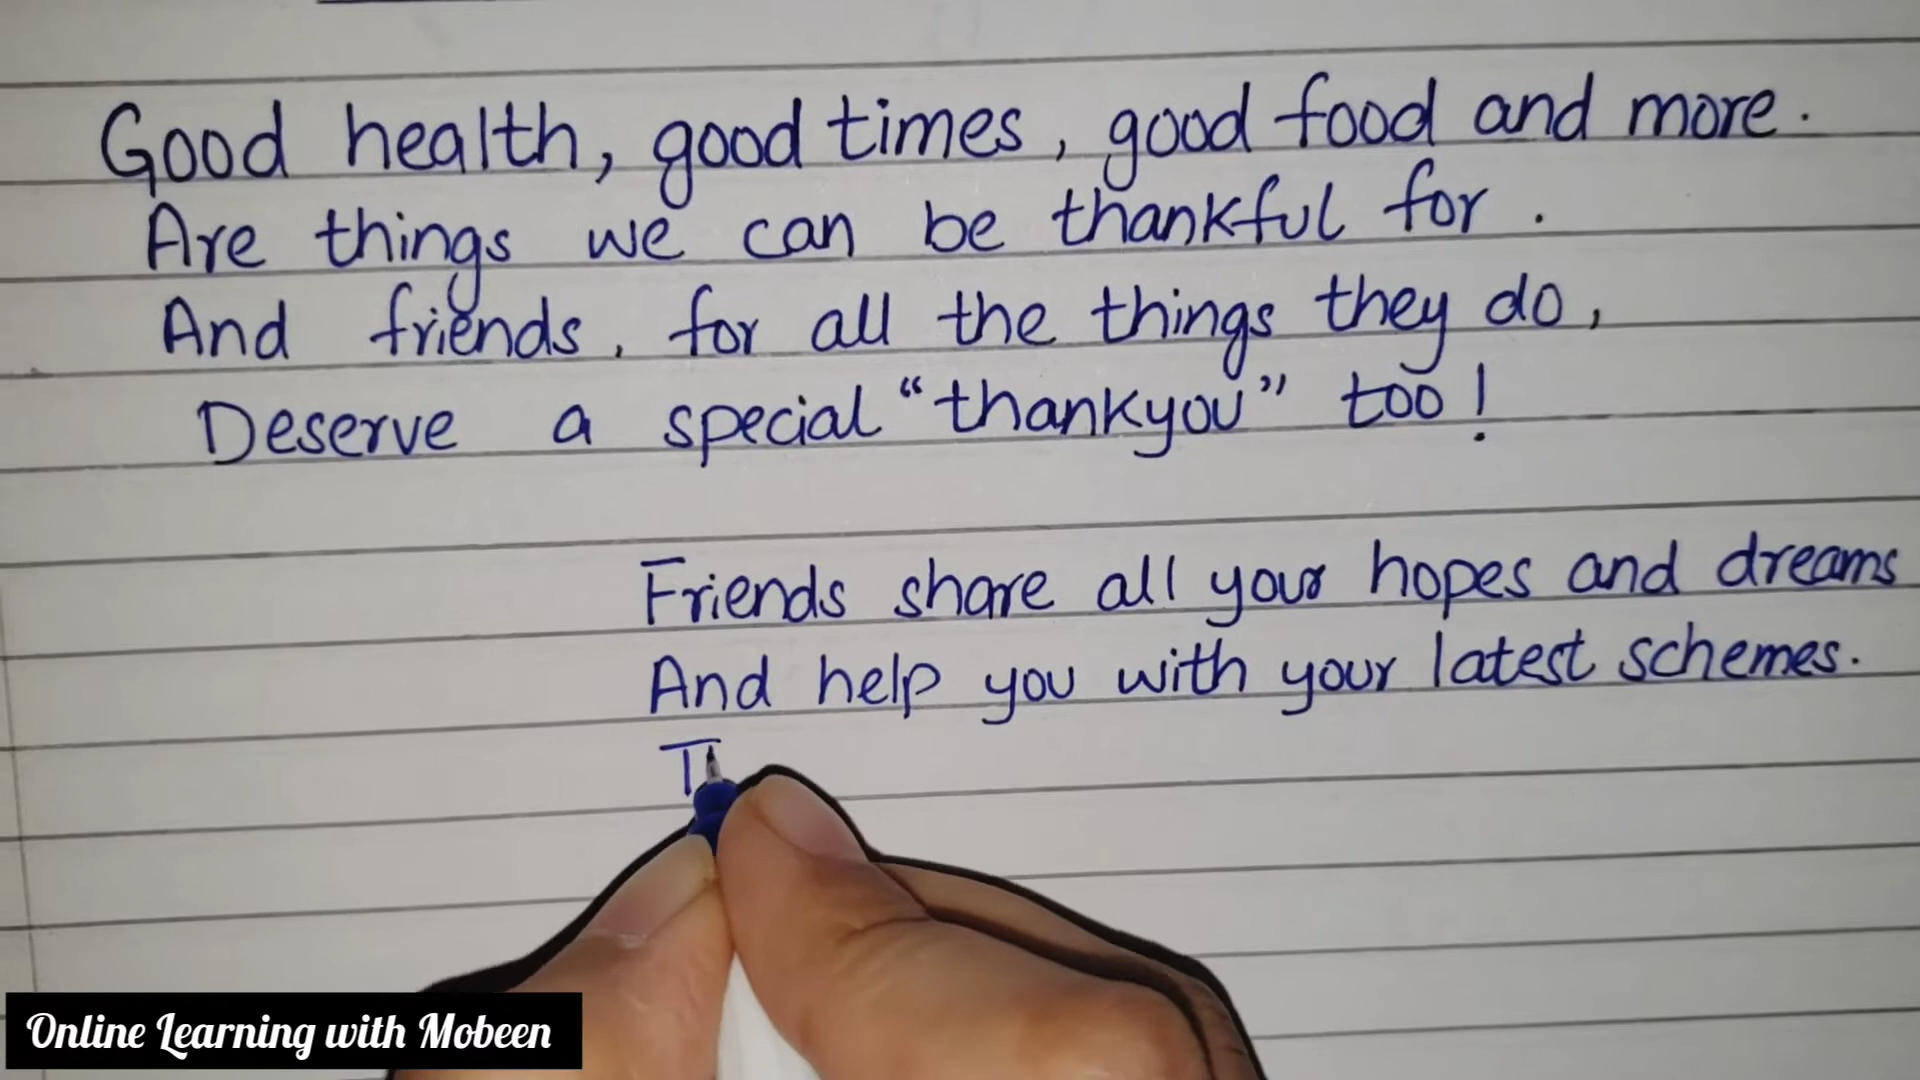 Good health, good times, good food and more.
Are things we can be thankful for.
And friends, for all the things they do,
Deserve a special "thankyou" too!
Friends share all your hopes and dreams
And help you with your latest schemes.
T
Online Learning with Mobeen